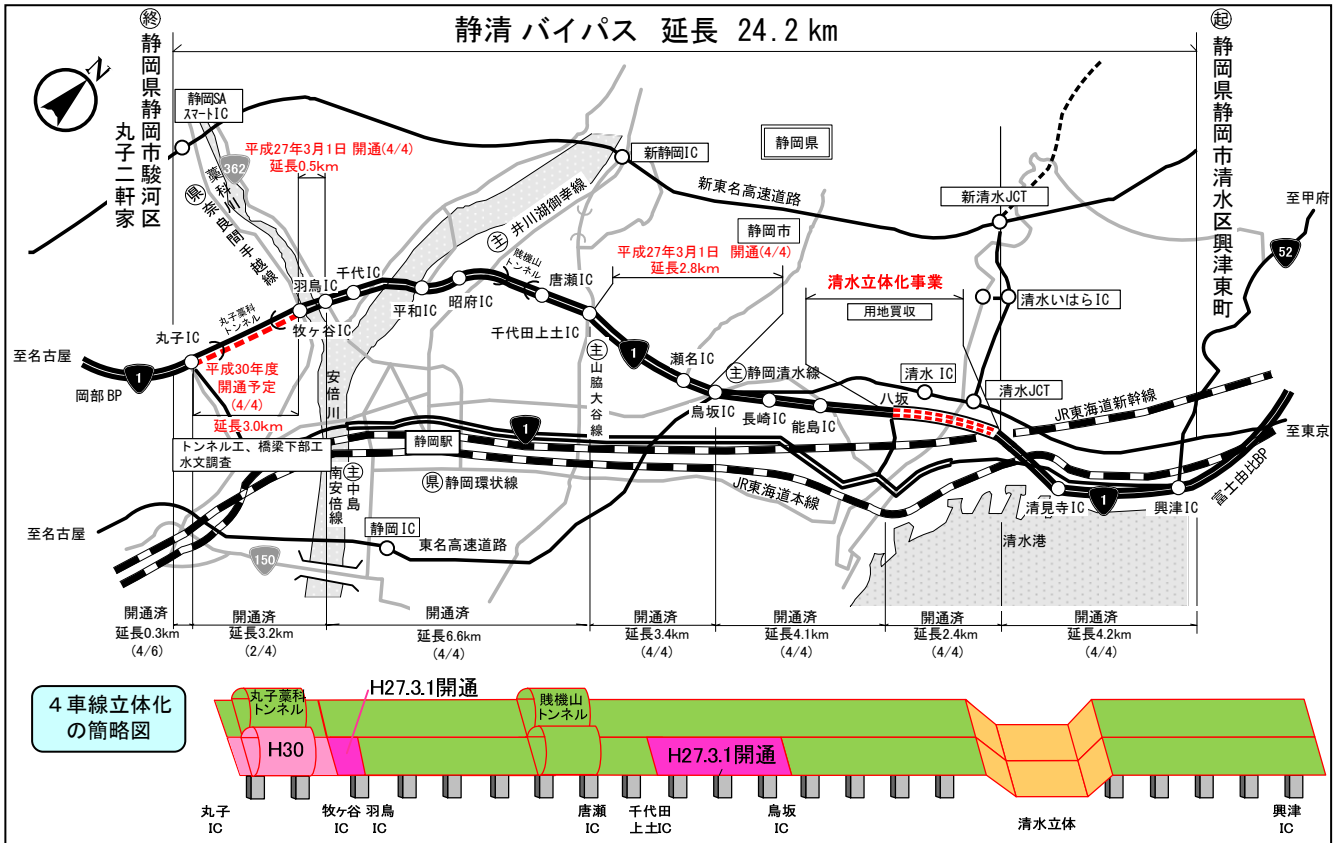 静清 バイパス 延長 24.2 km
㊡
静岡県静岡市駿河区
丸子二軒家
㊐
静岡県静岡市清水区興津東町
N
静岡SA
スマートIC
平成27年3月1日 開通(4/4)
延長0.5km
362
藁科川
県
奈良間手越線
新静岡IC
静岡県
新東名高速道路
新清水JCT
至甲府
52
主
井川湖御幸線
静岡市
平成27年3月1日 開通(4/4)
延長2.8km
清水立体化事業
用地買収
清水いはらIC
賎機山
トンネル
唐瀬IC
千代IC
羽鳥IC
平和IC
昭府IC
千代田上土IC
牧ヶ谷IC
丸子藁科
トンネル
丸子IC
至名古屋
1
岡部BP
平成30年度
開通予定
(4/4)
延長3.0km
トンネル工、橋梁下部工
水文調査
安倍川
主
山脇大谷線
1
瀬名IC
鳥坂IC
主
静岡清水線
長崎IC
能島IC
八坂
清水 IC
清水JCT
JR東海道新幹線
至東京
富士由比BP
静岡駅
1
主
中島南安倍線
県
静岡環状線
JR東海道本線
清見寺IC
1
興津IC
清水港
至名古屋
150
静岡IC
東名高速道路
開通済
延長0.3km
(4/6)
開通済
延長3.2km
(2/4)
開通済
延長6.6km
(4/4)
開通済
延長3.4km
(4/4)
開通済
延長4.1km
(4/4)
開通済
延長2.4km
(4/4)
開通済
延長4.2km
(4/4)
4車線立体化
の簡略図
丸子藁科
トンネル
H30
H27.3.1開通
賎機山
トンネル
H27.3.1開通
丸子
IC
牧ヶ谷
IC
羽鳥
IC
唐瀬
IC
千代田
上土IC
鳥坂
IC
清水立体
興津
IC